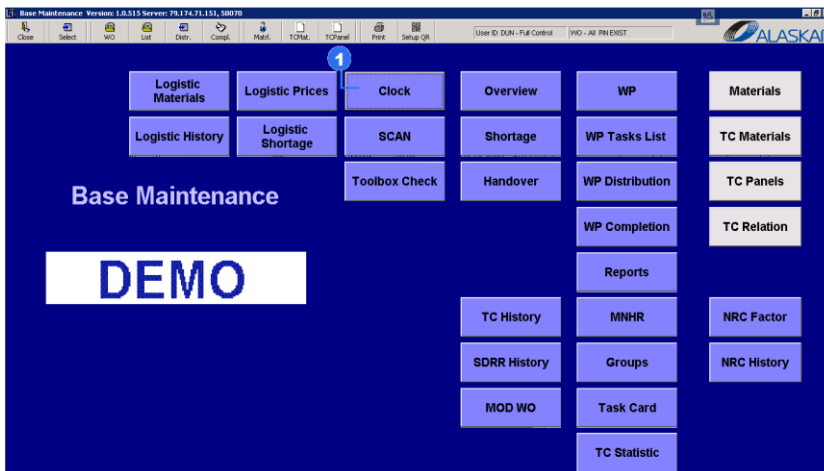 Base Maintenance Version: 1.0.515 Server: 79.174.71.151, 50070
Close Select WO List Distr. Compl. Matrl. TCMat. TCPanel Print Setup QR
User ID: DUN - Full Control WO - All PIN EXIST
ALASKAR
1
Logistic Materials
Logistic Prices
Clock
Overview
WP
Materials
Logistic History
Logistic Shortage
SCAN
Shortage
WP Tasks List
TC Materials
Toolbox Check
Handover
WP Distribution
TC Panels
Base Maintenance
WP Completion
TC Relation
DEMO
Reports
TC History
MNHR
NRC Factor
SDRR History
Groups
NRC History
MOD WO
Task Card
TC Statistic